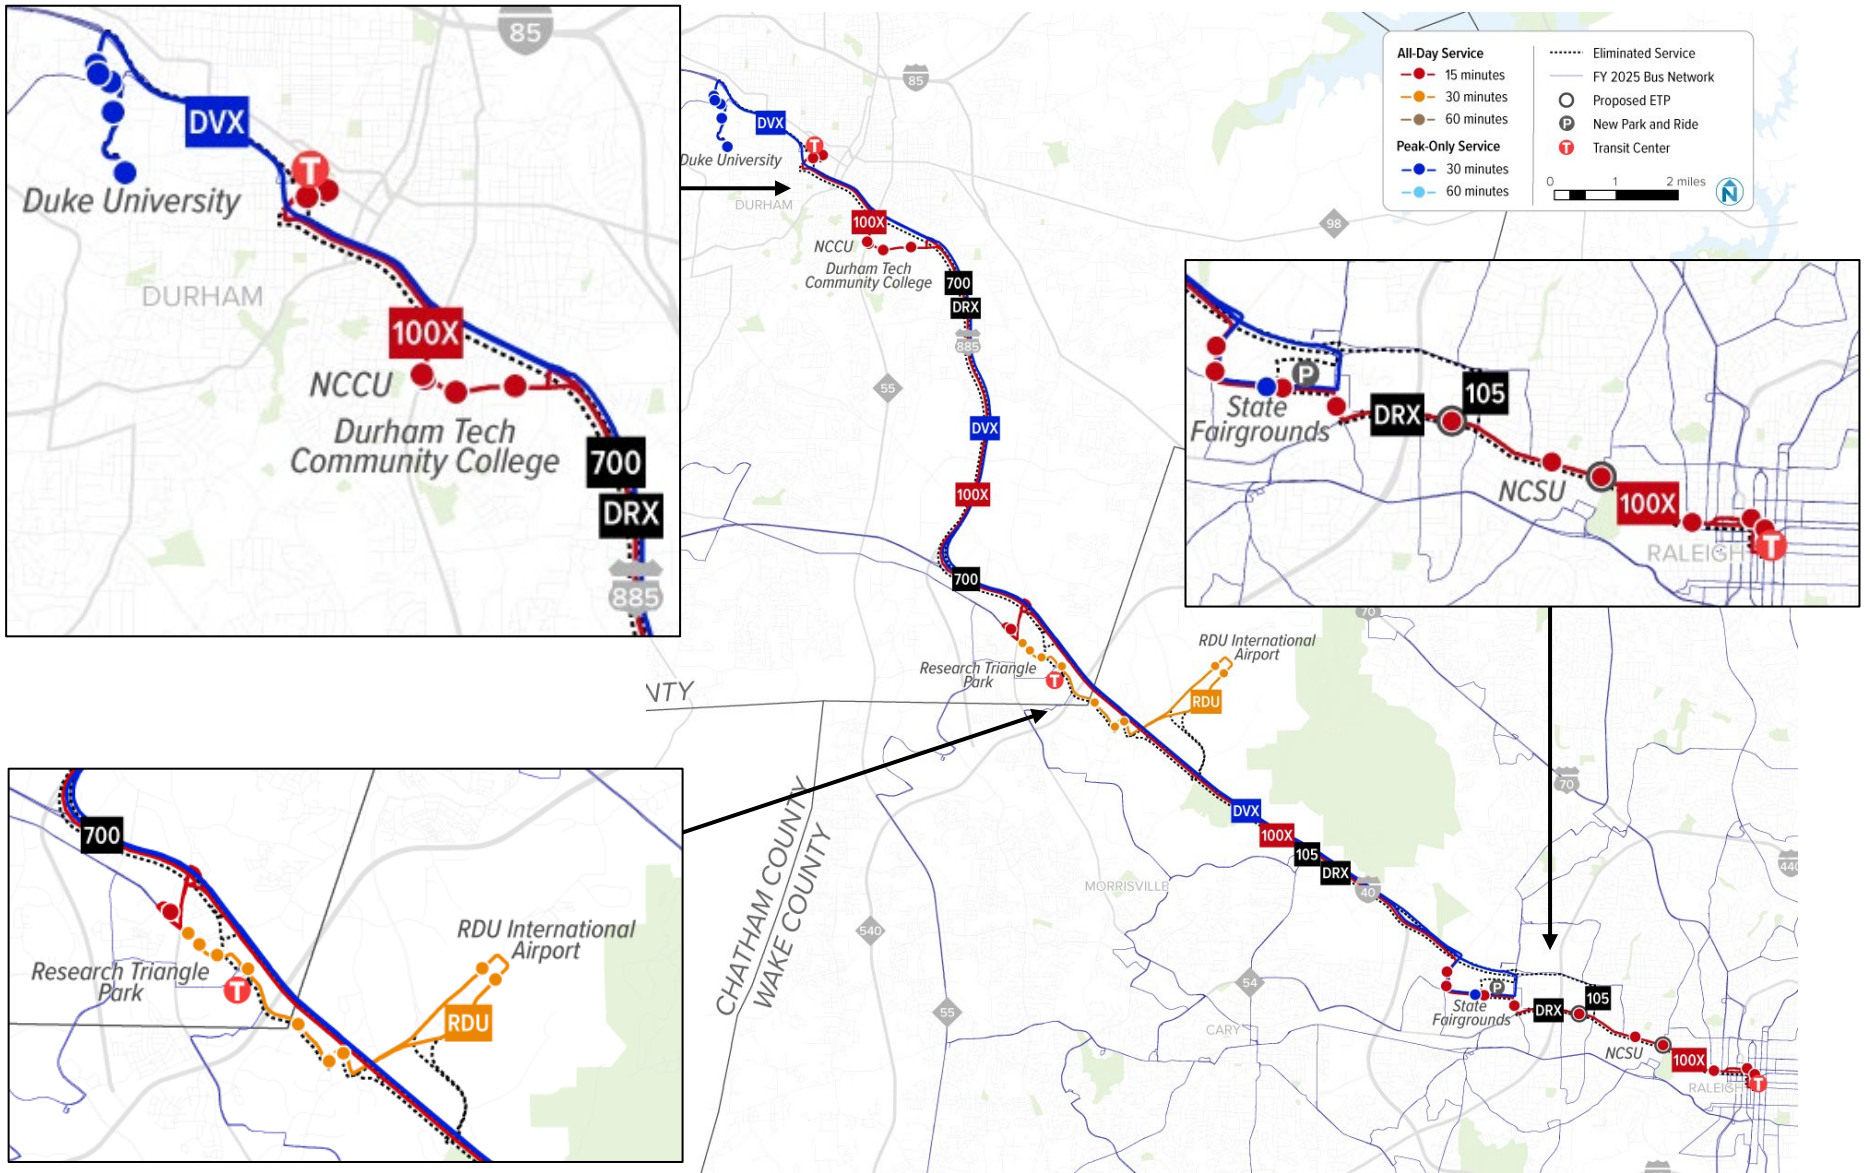 85
DVX
T
Duke University
DURHAM
100X
NCCU
Durham Tech
Community College
700
DRX
885
85
DVX
T
Duke University
DURHAM
100X
NCCU
Durham Tech
Community College
700
DRX
885
55
98
DVX
100X
700
All-Day Service
15 minutes
30 minutes
60 minutes
Peak-Only Service
30 minutes
60 minutes
Eliminated Service
FY 2025 Bus Network
Proposed ETP
P
New Park and Ride
T
Transit Center
0 1 2 miles
N
P
State
Fairgrounds
DRX
105
NCSU
100X
RALEIGH
T
70
RDU International
Airport
Research Triangle
Park
T
RDU
NTY
CHATHAM COUNTY
WAKE COUNTY
DVX
100X
105
DRX
40
70
440
MORRISVILLE
540
54
55
CARY
P
State
Fairgrounds
DRX
105
NCSU
100X
RALEIGH
T
700
RDU International
Airport
Research Triangle
Park
T
RDU